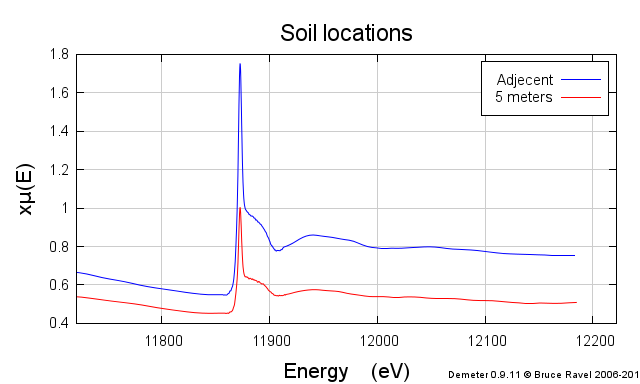 Soil locations
1.8
1.6
1.4
1.2
1
0.8
0.6
0.4
xμ(E)
Adjecent
5 meters
11800 11900 12000 12100 12200
Energy (eV)
Demeter 0.9.11 © Bruce Ravel 2006-201